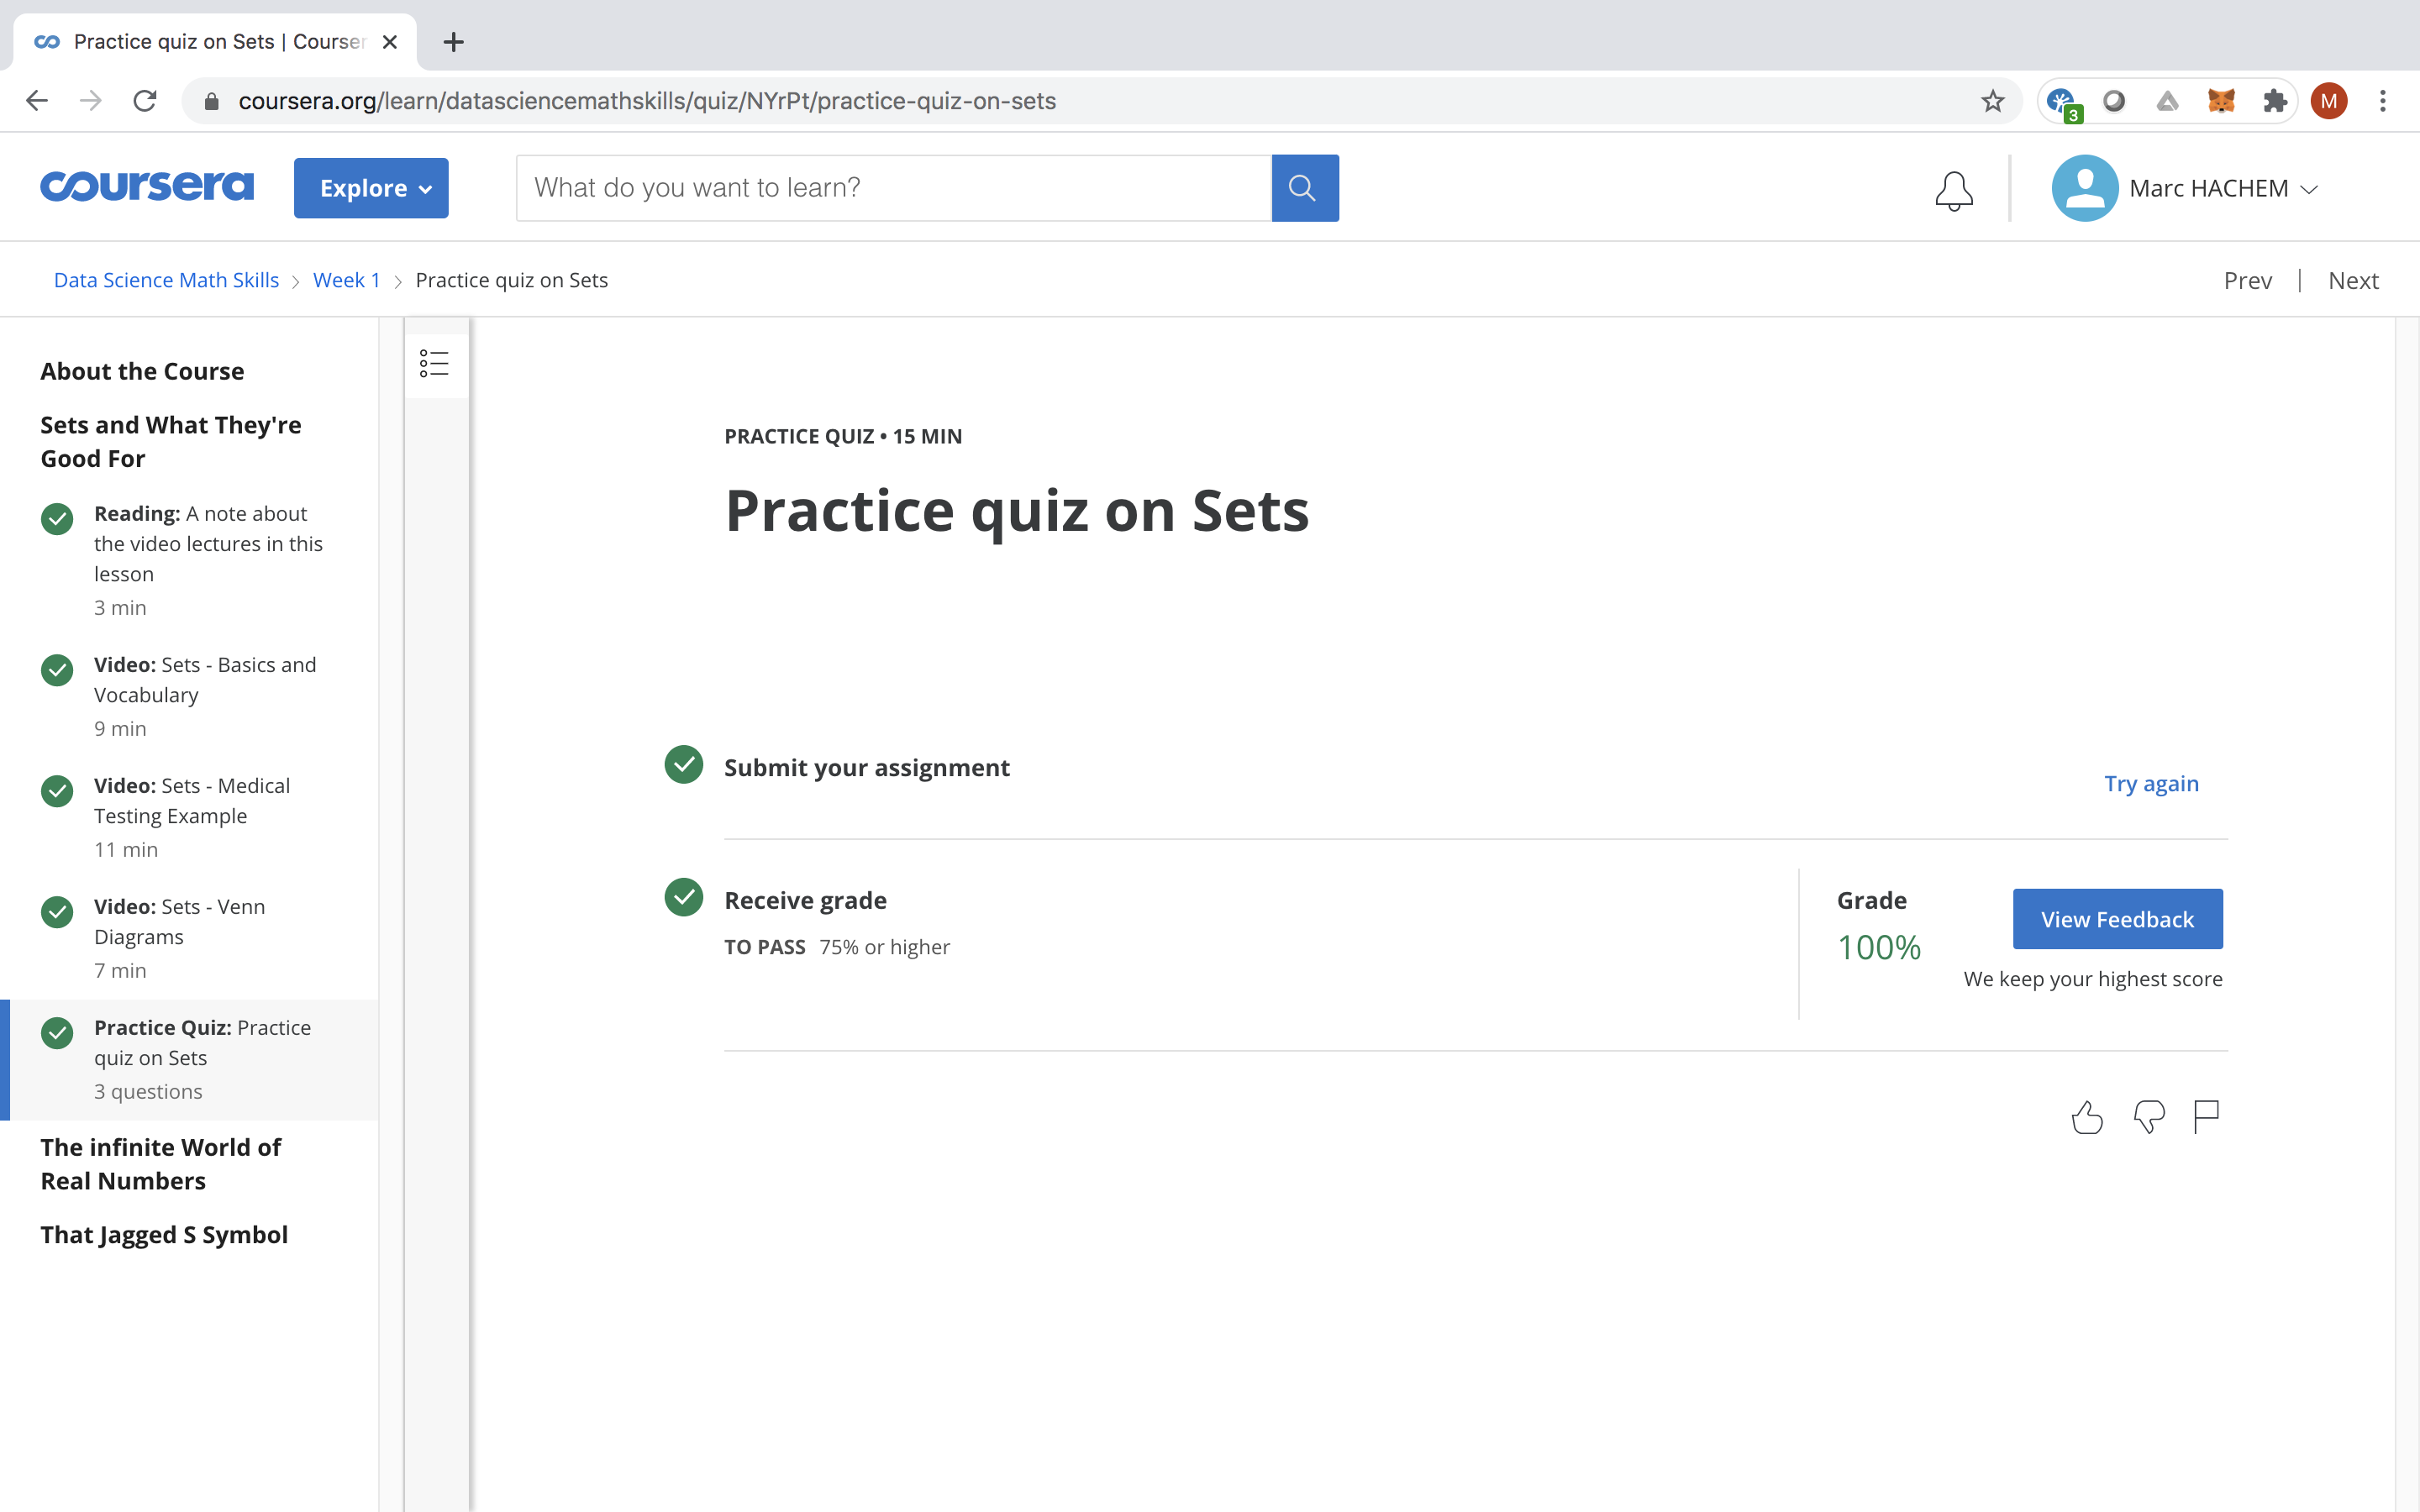 Practice quiz on Sets | Courser
coursera.org/learn/datasciencemathskills/quiz/NYrPt/practice-quiz-on-sets
3
M
coursera
Explore
What do you want to learn?
Marc HACHEM
Data Science Math Skills
Week 1
Practice quiz on Sets
Prev
Next
About the Course
Sets and What They're
Good For
Reading: A note about
the video lectures in this
lesson
3 min
Video: Sets - Basics and
Vocabulary
9 min
Video: Sets - Medical
Testing Example
11 min
Video: Sets - Venn
Diagrams
7 min
Practice Quiz: Practice
quiz on Sets
3 questions
The infinite World of
Real Numbers
That Jagged S Symbol
PRACTICE QUIZ • 15 MIN
Practice quiz on Sets
Submit your assignment
Try again
Receive grade
TO PASS 75% or higher
Grade
100%
View Feedback
We keep your highest score